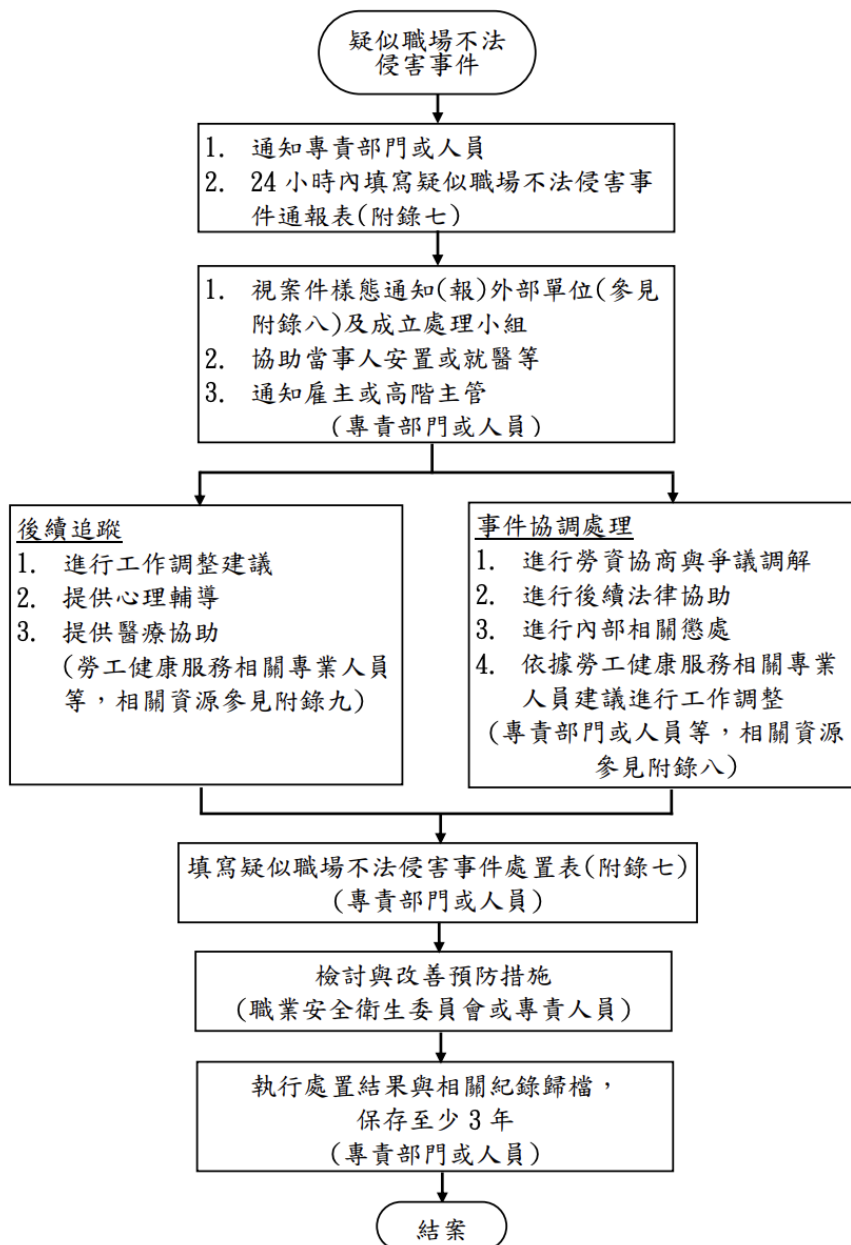 疑似職場不法
侵害事件
1. 通知專責部門或人員
2. 24小時內填寫疑似職場不法侵害事
件通報表(附錄七)
1. 視案件樣態通知(報)外部單位(參見
附錄八)及成立處理小組
2. 協助當事人安置或就醫等
3. 通知雇主或高階主管
(專責部門或人員)
後續追蹤
1. 進行工作調整建議
2. 提供心理輔導
3. 提供醫療協助
(勞工健康服務相關專業人員
等，相關資源參見附錄九)
事件協調處理
1. 進行勞資協商與爭議調解
2. 進行後續法律協助
3. 進行內部相關懲處
4. 依據勞工健康服務相關專業
人員建議進行工作調整
(專責部門或人員等，相關資源
參見附錄八)
填寫疑似職場不法侵害事件處置表(附錄七)
(專責部門或人員)
檢討與改善預防措施
(職業安全衛生委員會或專責人員)
執行處置結果與相關紀錄歸檔，
保存至少3年
(專責部門或人員)
結案